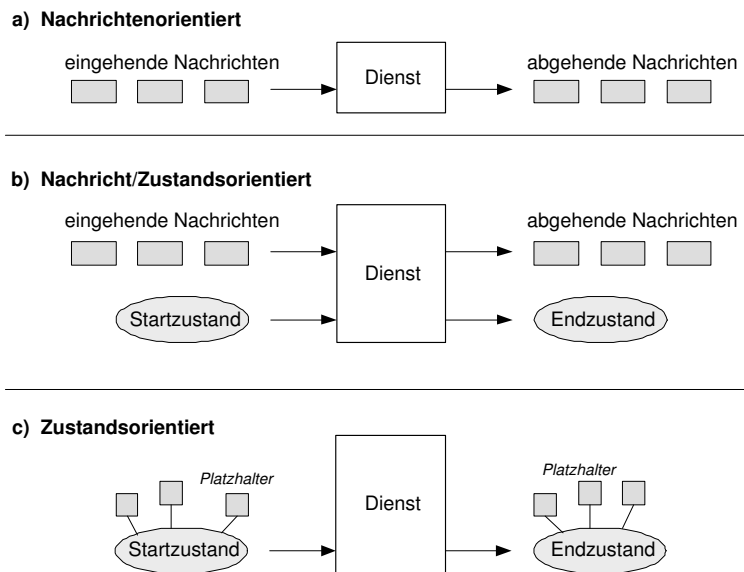 a) Nachrichtenorientiert
eingehende Nachrichten
Dienst
abgehende Nachrichten
b) Nachricht/Zustandsorientiert
eingehende Nachrichten
abgehende Nachrichten
Dienst
Startzustand
Endzustand
c) Zustandsorientiert
Platzhalter
Platzhalter
Dienst
Startzustand
Endzustand